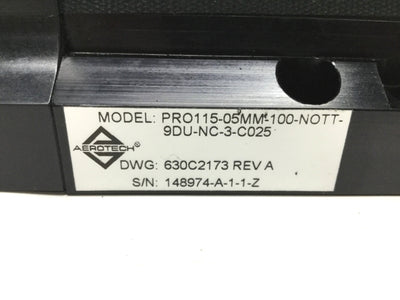 MODEL: PRO115-05MM-100-NOTT-
9DU-NC-3-C025
AEROTECH®
DWG: 630C2173 REV A
S/N: 148974-A-1-1-Z